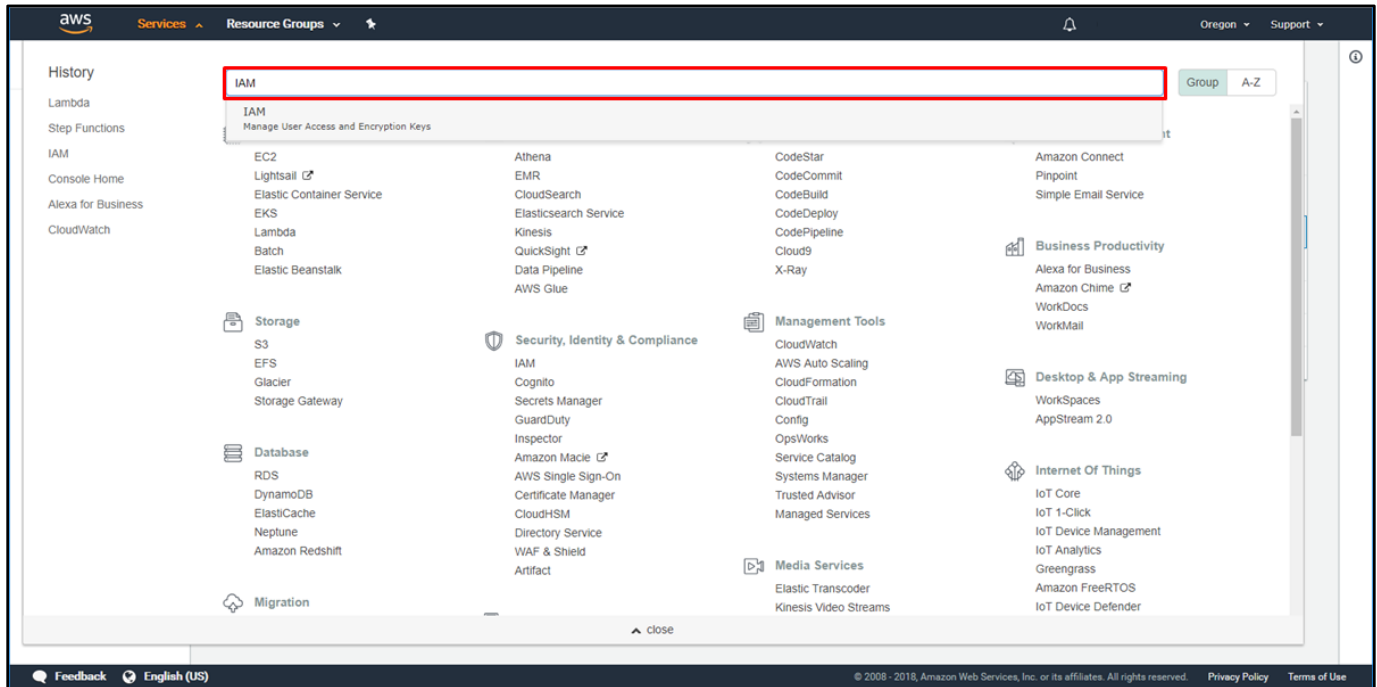 aws
Services
Resource Groups
Oregon
Support
History
Lambda
Step Functions
IAM
Console Home
Alexa for Business
CloudWatch
IAM
Group
A-Z
IAM
Manage User Access and Encryption Keys
EC2
Lightsail
Elastic Container Service
EKS
Lambda
Batch
Elastic Beanstalk
Storage
S3
EFS
Glacier
Storage Gateway
Database
RDS
DynamoDB
ElastiCache
Neptune
Amazon Redshift
Migration
Athena
EMR
CloudSearch
Elasticsearch Service
Kinesis
QuickSight
Data Pipeline
AWS Glue
Security, Identity & Compliance
IAM
Cognito
Secrets Manager
GuardDuty
Inspector
Amazon Macie
AWS Single Sign-On
Certificate Manager
CloudHSM
Directory Service
WAF & Shield
Artifact
CodeStar
CodeCommit
CodeBuild
CodeDeploy
CodePipeline
Cloud9
X-Ray
Management Tools
CloudWatch
AWS Auto Scaling
CloudFormation
CloudTrail
Config
OpsWorks
Service Catalog
Systems Manager
Trusted Advisor
Managed Services
Media Services
Elastic Transcoder
Kinesis Video Streams
Amazon Connect
Pinpoint
Simple Email Service
Business Productivity
Alexa for Business
Amazon Chime
WorkDocs
WorkMail
Desktop & App Streaming
WorkSpaces
AppStream 2.0
Internet Of Things
IoT Core
IoT 1-Click
IoT Device Management
IoT Analytics
Greengrass
Amazon FreeRTOS
IoT Device Defender
close
Feedback
English (US)
© 2008 - 2018, Amazon Web Services, Inc. or its affiliates. All rights reserved.
Privacy Policy
Terms of Use